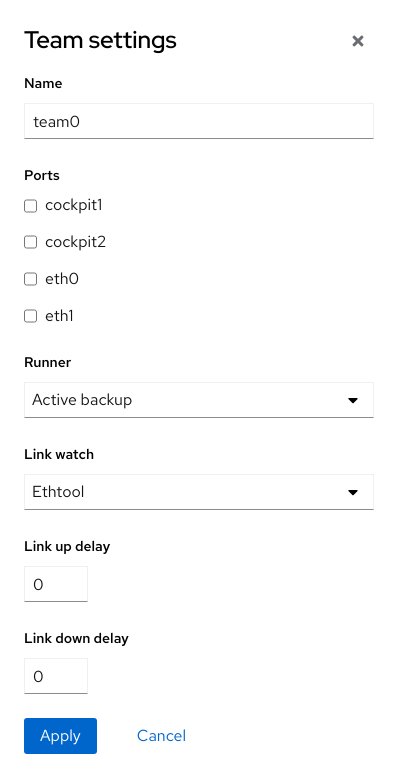 Team settings
Name
team0
Ports
cockpit1
cockpit2
eth0
eth1
Runner
Active backup
Link watch
Ethtool
Link up delay
0
Link down delay
0
Apply Cancel